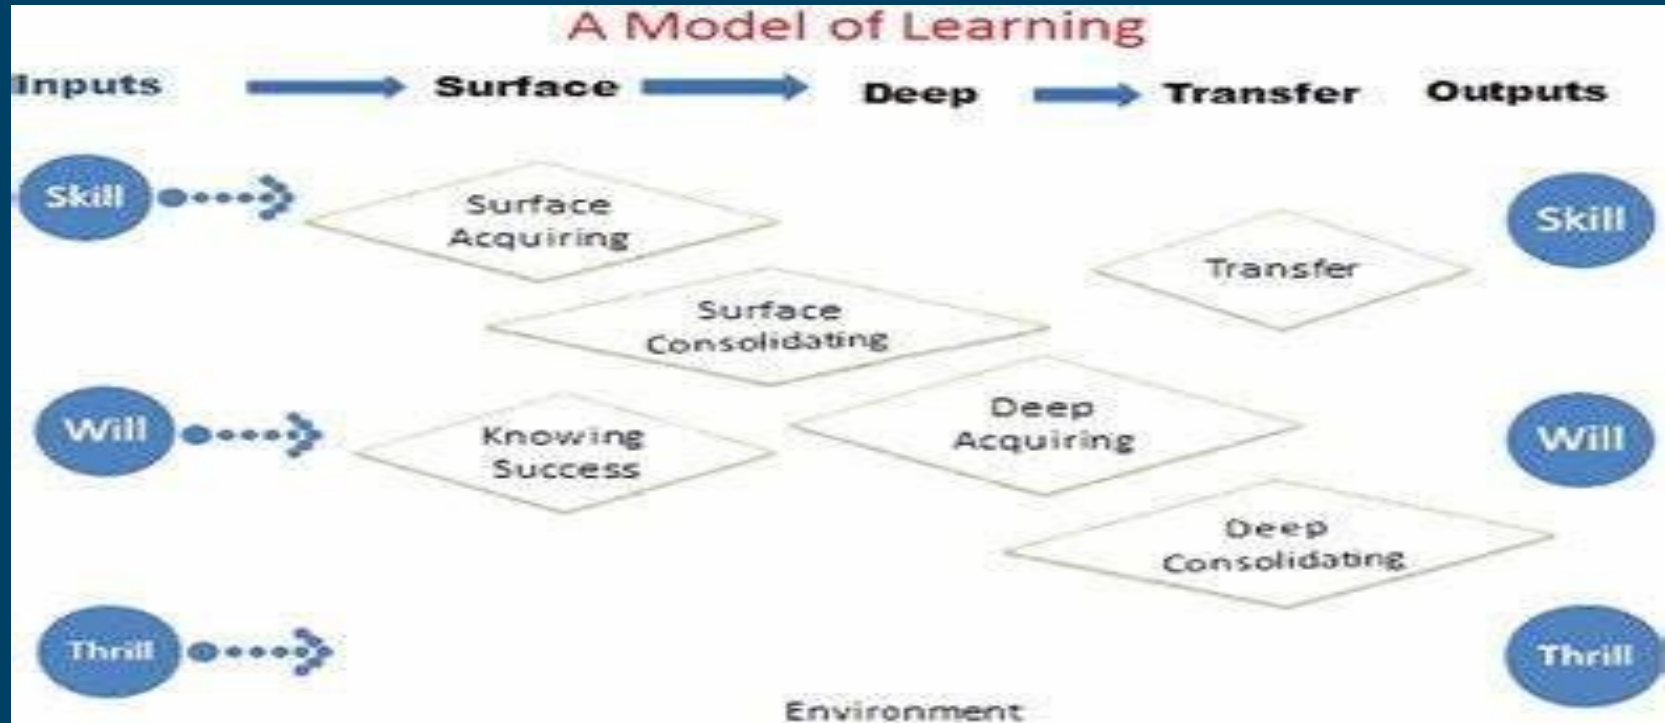 A Model of Learning
Inputs Surface Deep Transfer Outputs
Skill
Surface
Acquiring
Transfer
Skill
Surface
Consolidating
Will
Knowing
Success
Deep
Acquiring
Will
Deep
Consolidating
Thrill
Thrill
Environment